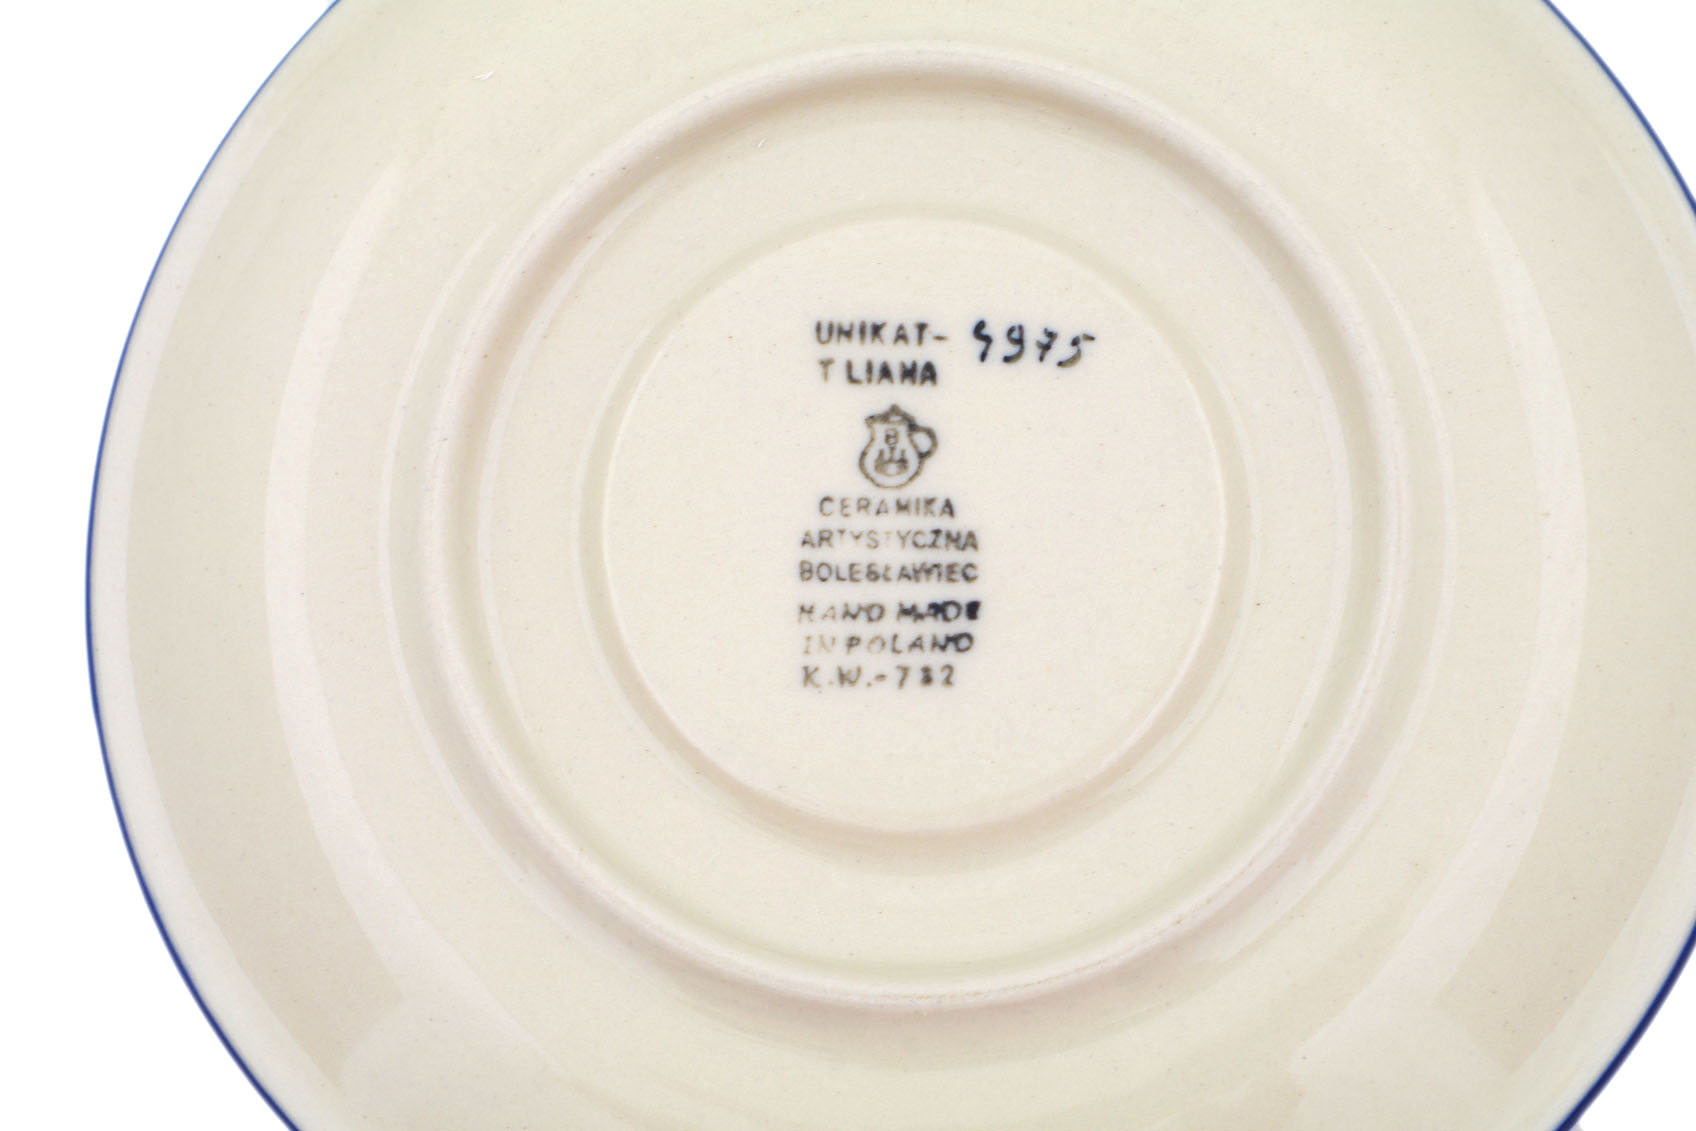 UNIKAT- 4975
T LIANA
B
CERAMIKA
ARTYSTYCZNA
BOLESŁAWIEC
HAND MADE
IN POLAND
K.W.-782